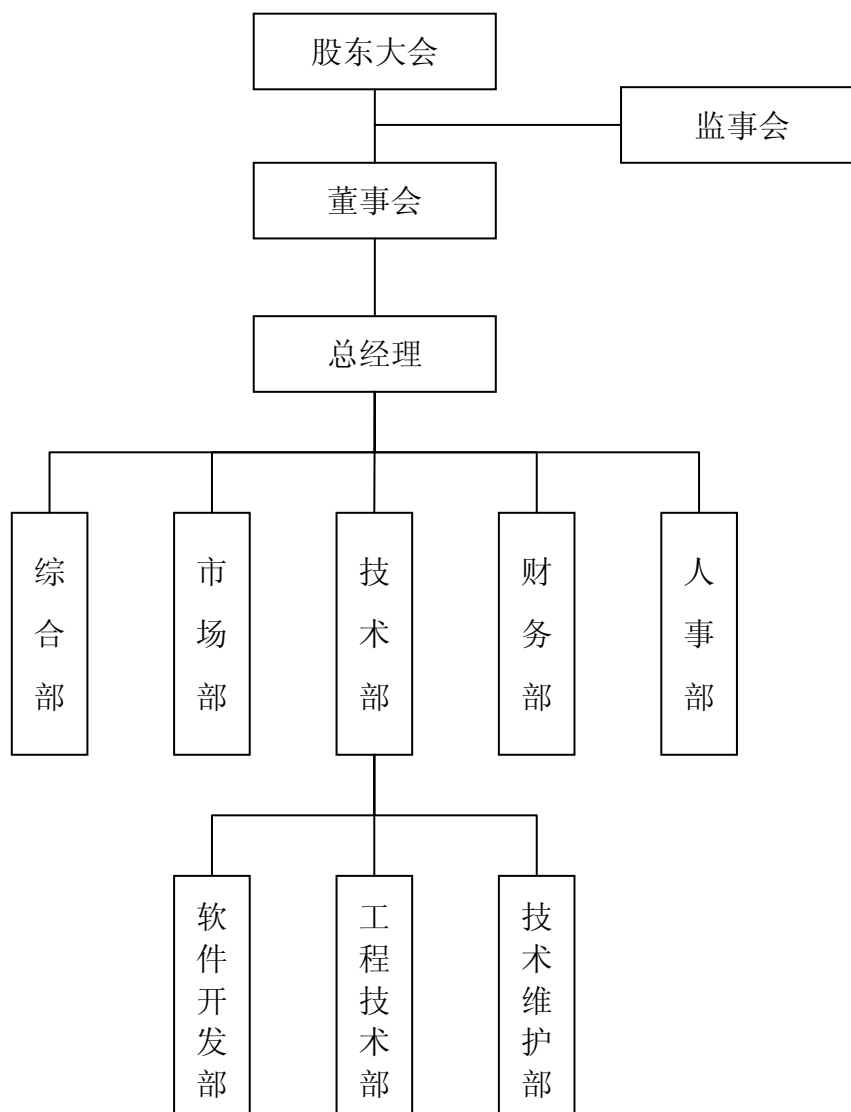 股东大会
监事会
董事会
总经理
综合部
市场部
技术部
财务部
人事部
软件开发部
工程技术部
技术维护部